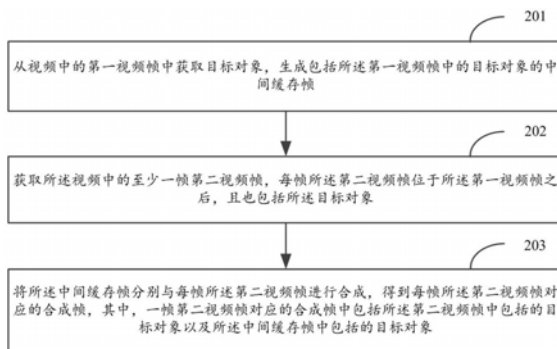 201
从视频中的第一视频帧中获取目标对象，生成包括所述第一视频帧中的目标对象的中
间缓存帧
202
获取所述视频中的至少一帧第二视频帧，每帧所述第二视频帧位于所述第一视频帧之
后，且也包括所述目标对象
203
将所述中间缓存帧分别与每帧所述第二视频帧进行合成，得到每帧所述第二视频帧对
应的合成帧，其中，一帧第二视频帧对应的合成帧中包括所述第二视频帧中包括的目
标对象以及所述中间缓存帧中包括的目标对象